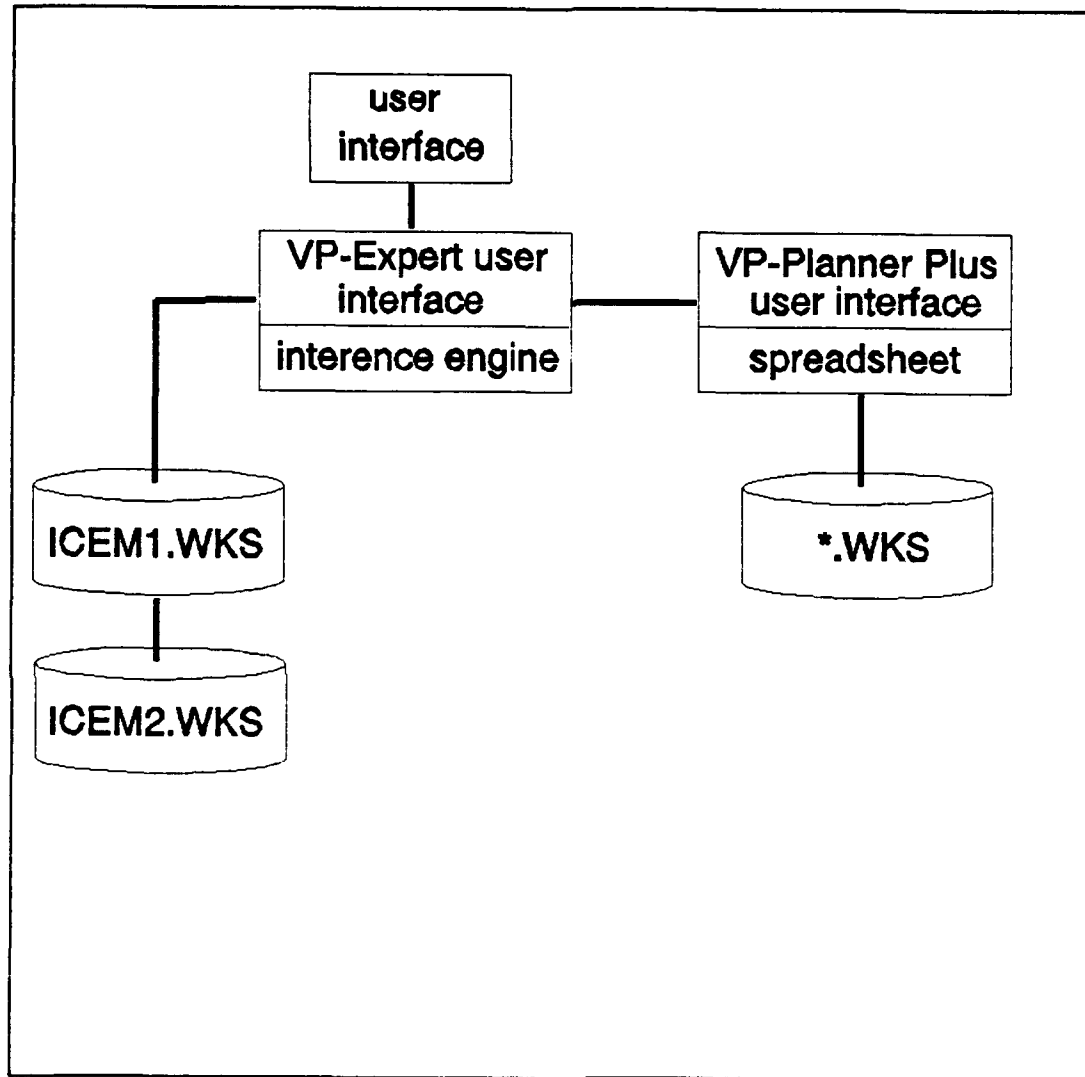 user
interface
VP-Expert user
interface
interence engine
VP-Planner Plus
user interface
spreadsheet
ICEM1.WKS
*.WKS
ICEM2.WKS